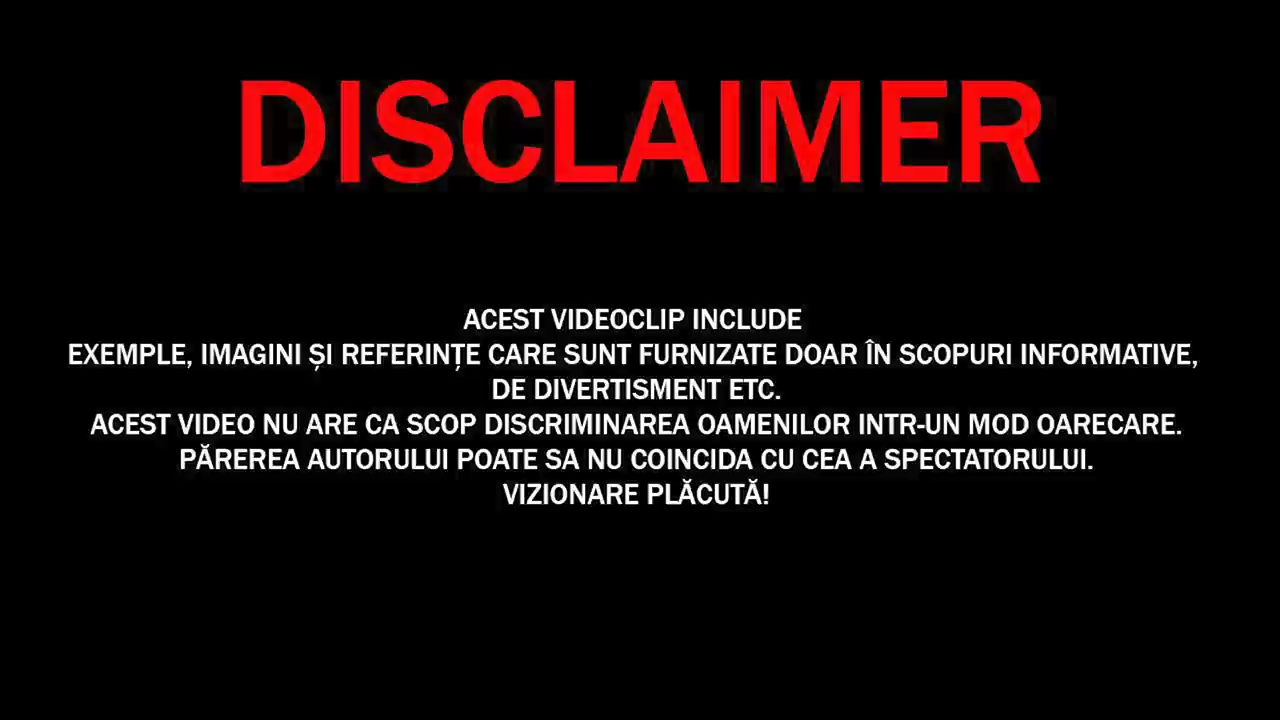 DISCLAIMER
ACEST VIDEOCLIP INCLUDE
EXEMPLE, IMAGINI ȘI REFERINȚE CARE SUNT FURNIZATE DOAR ÎN SCOPURI INFORMATIVE,
DE DIVERTISMENT ETC.
ACEST VIDEO NU ARE CA SCOP DISCRIMINAREA OAMENILOR INTR-UN MOD OARECARE.
PĂREREA AUTORULUI POATE SA NU COINCIDA CU CEA A SPECTATORULUI.
VIZIONARE PLĂCUTĂ!